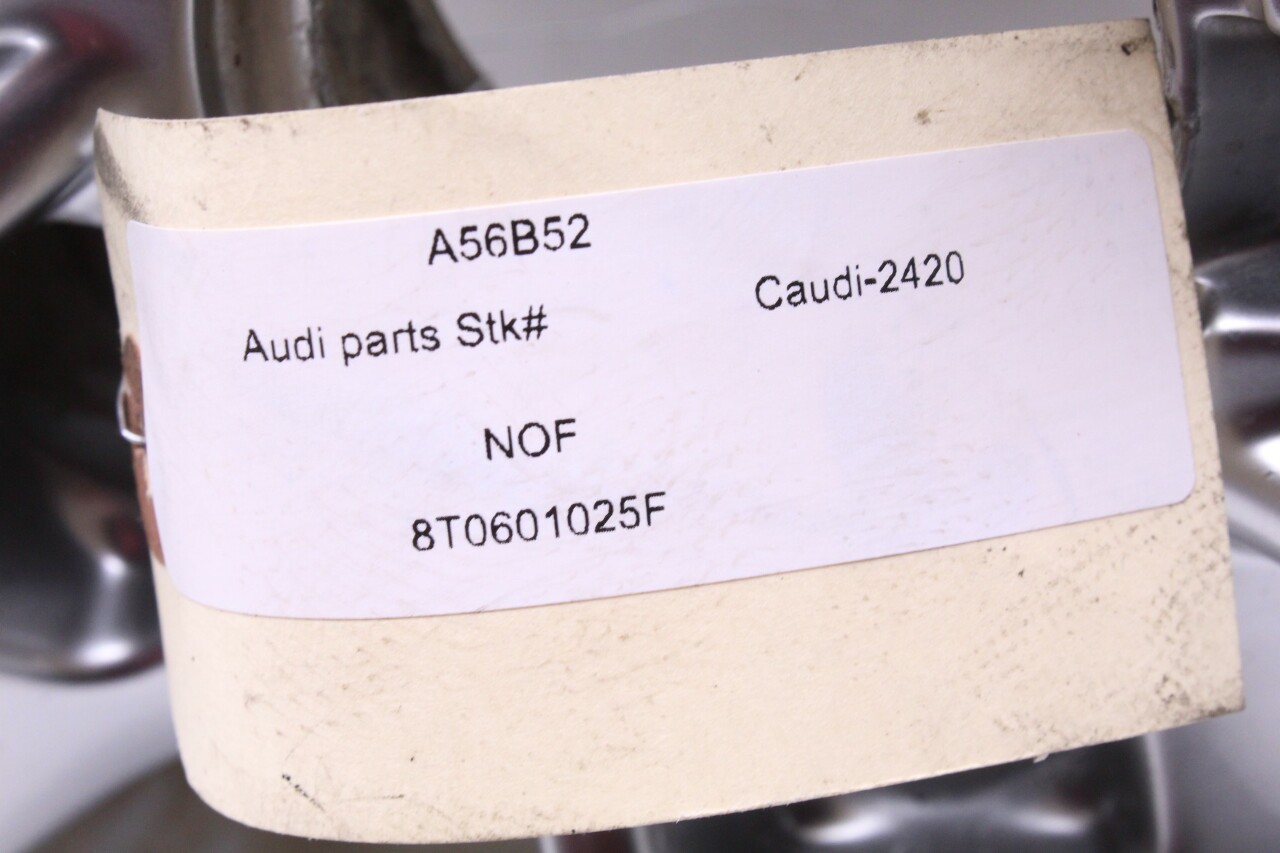 A56B52
Caudi-2420
Audi parts Stk#
NOF
8T0601025F